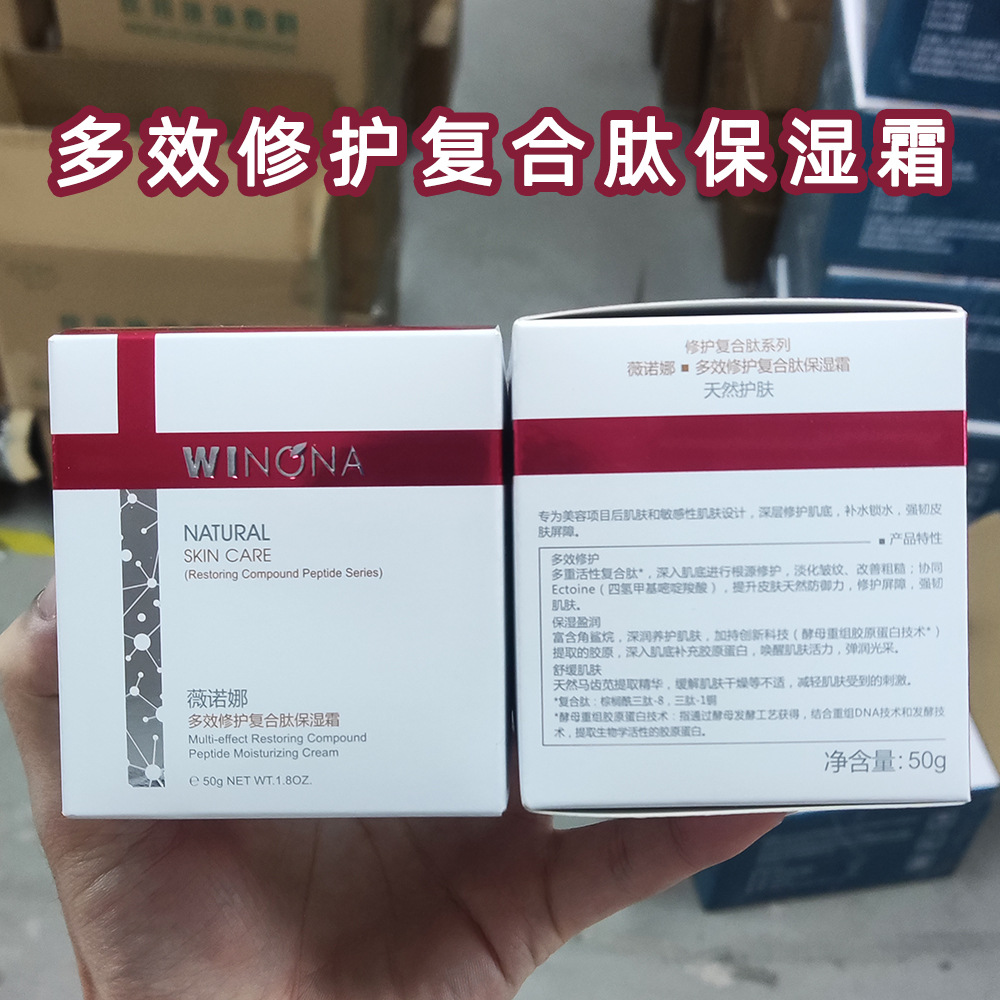 多效修护复合肽保湿霜
WINONA
NATURAL
SKIN CARE
(Restoring Compound Peptide Series)
薇诺娜
多效修护复合肽保湿霜
Multi-effect Restoring Compound
Peptide Moisturizing Cream
℮ 50g NET WT.1.8OZ.
修护复合肽系列
薇诺娜 ■ 多效修护复合肽保湿霜
天然护肤
专为美容项目后肌肤和敏感性肌肤设计，深层修护肌底，补水锁水，强韧皮
肤屏障。
■ 产品特性
多效修护
多重活性复合肽*，深入肌底进行根源修护，淡化皱纹、改善粗糙；协同
Ectoine（四氢甲基嘧啶羧酸），提升皮肤天然防御力，修护屏障，强韧
肌肤。
保湿盈润
富含角鲨烷，深润养护肌肤，加持创新科技（酵母重组胶原蛋白技术*）
提取的胶原，深入肌底补充胶原蛋白，唤醒肌肤活力，弹润光采。
舒缓肌肤
天然马齿苋提取精华，缓解肌肤干燥等不适，减轻肌肤受到的刺激。
*复合肽：棕榈酰三肽-8，三肽-1铜
*酵母重组胶原蛋白技术：指通过酵母发酵工艺获得，结合重组DNA技术和发酵技
术，提取生物学活性的胶原蛋白。
净含量: 50g